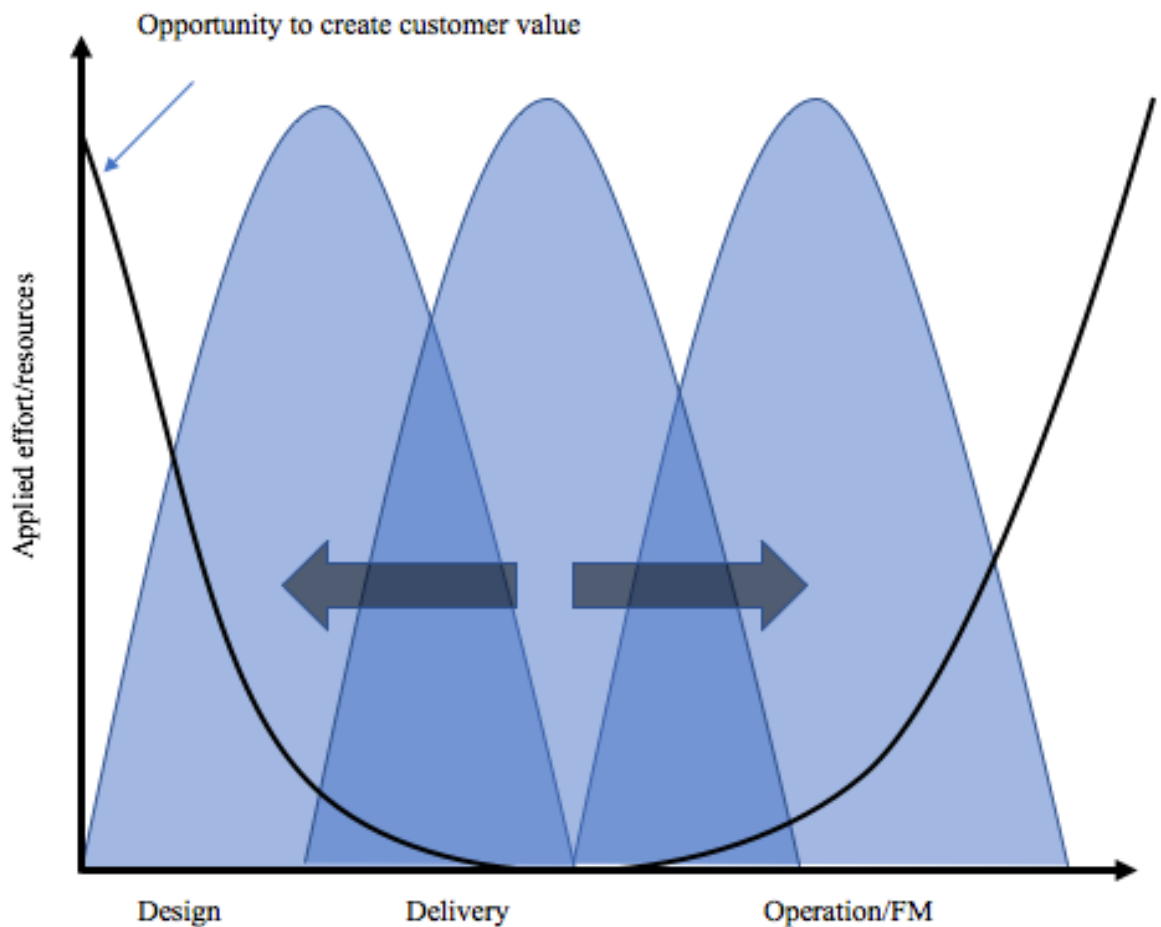 Opportunity to create customer value
Applied effort/resources
Design
Delivery
Operation/FM